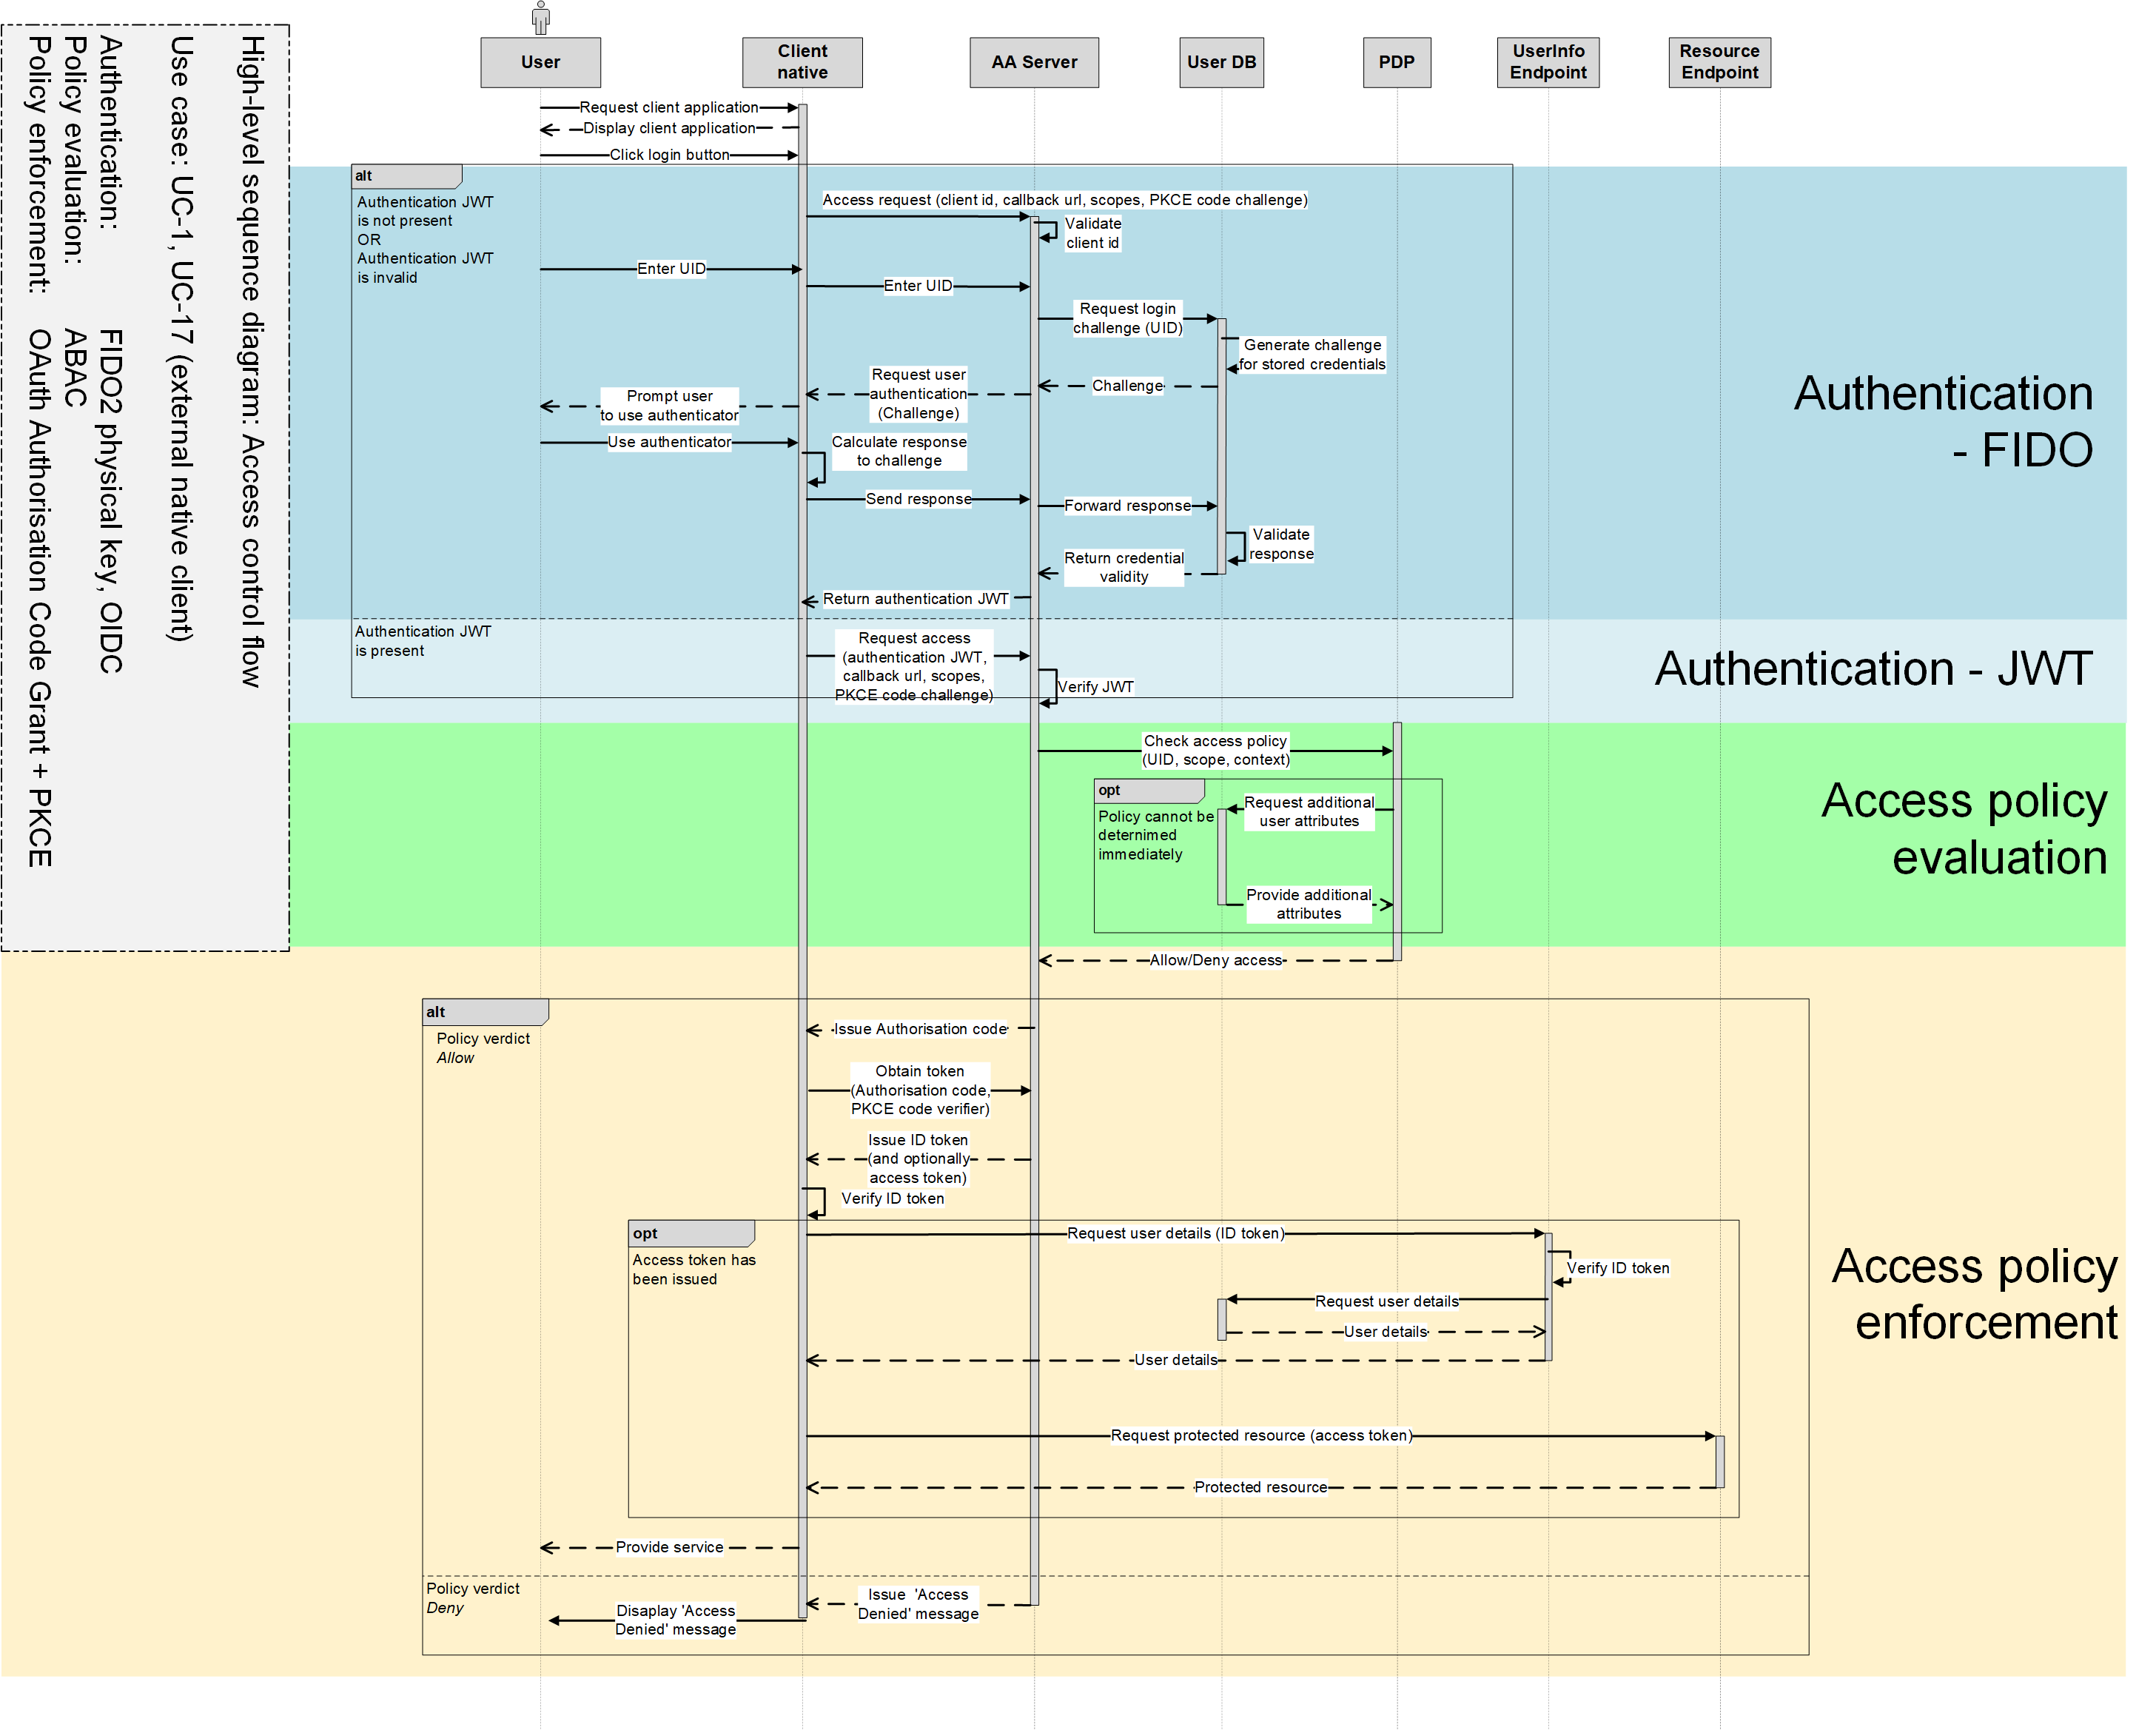 High-level sequence diagram: Access control flow
Use case: UC-1, UC-17 (external native client)
Authentication: FIDO2 physical key, OIDC
Policy evaluation: ABAC
Policy enforcement: OAuth Authorisation Code Grant + PKCE
User
Client
native
AA Server
User DB
PDP
UserInfo
Endpoint
Resource
Endpoint
Request client application
Display client application
Click login button
alt
Authentication JWT
is not present
OR
Authentication JWT
is invalid
Access request (client id, callback url, scopes, PKCE code challenge)
Validate
client id
Enter UID
Enter UID
Request login
challenge (UID)
Generate challenge
for stored credentials
Challenge
Request user
authentication
(Challenge)
Prompt user
to use authenticator
Use authenticator
Calculate response
to challenge
Send response
Forward response
Validate
response
Return credential
validity
Return authentication JWT
Authentication
- FIDO
Authentication JWT
is present
Request access
(authentication JWT,
callback url, scopes,
PKCE code challenge)
Verify JWT
Authentication - JWT
Check access policy
(UID, scope, context)
opt
Policy cannot be
deternimed
immediately
Request additional
user attributes
Provide additional
attributes
Access policy
evaluation
Allow/Deny access
alt
Policy verdict
Allow
Issue Authorisation code
Obtain token
(Authorisation code,
PKCE code verifier)
Issue ID token
(and optionally
access token)
Verify ID token
opt
Access token has
been issued
Request user details (ID token)
Verify ID token
Request user details
User details
User details
Access policy
enforcement
Request protected resource (access token)
Protected resource
Provide service
Policy verdict
Deny
Issue 'Access
Denied' message
Disaplay 'Access
Denied' message